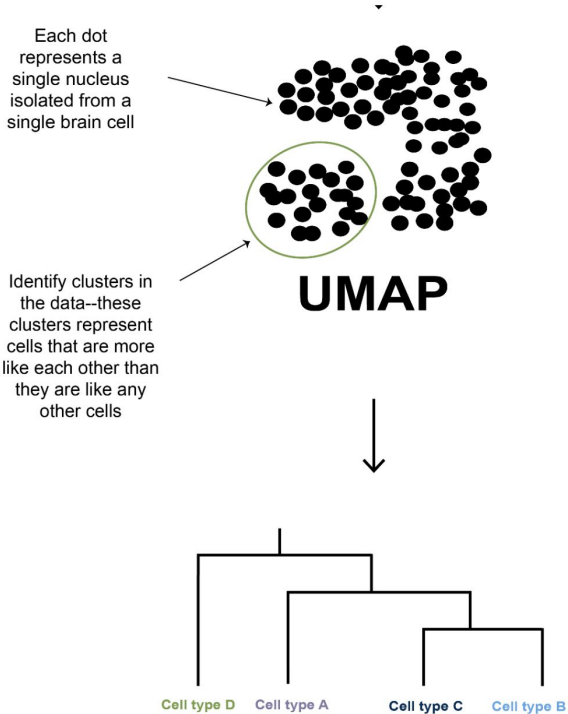 Each dot
represents a
single nucleus
isolated from a
single brain cell
Identify clusters in
the data--these
clusters represent
cells that are more
like each other than
they are like any
other cells
UMAP
Cell type D
Cell type A
Cell type C
Cell type B